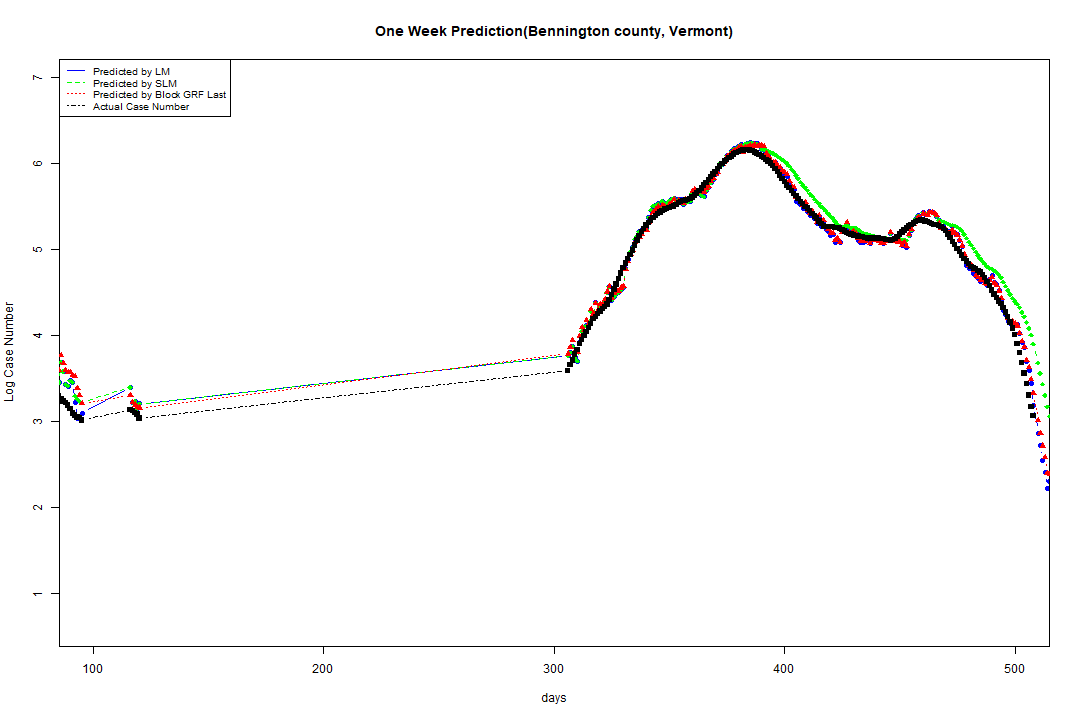 One Week Prediction(Bennington county, Vermont)
Predicted by LM
Predicted by SLM
Predicted by Block GRF Last
Actual Case Number
7
6
5
4
3
2
1
Log Case Number
100 200 300 400 500
days